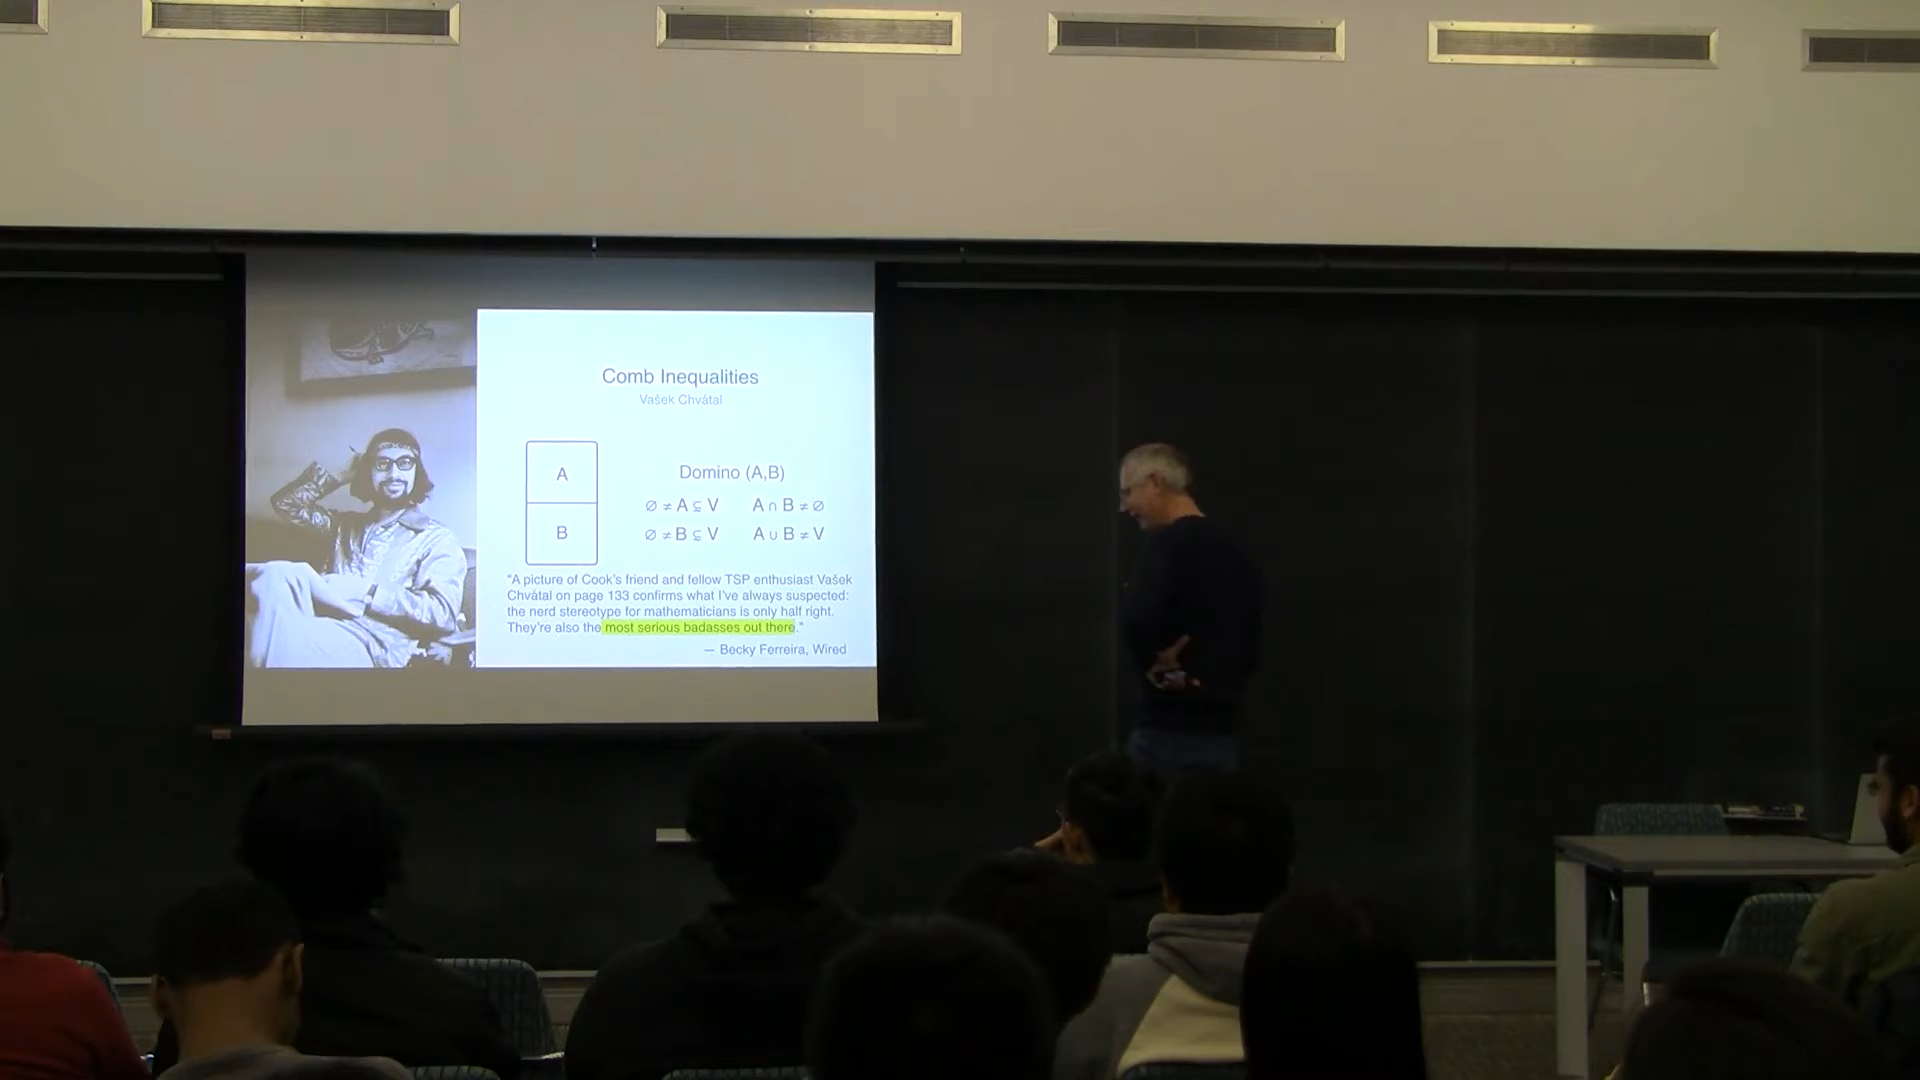 Comb Inequalities
Vašek Chvátal
A
B
Domino (A,B)
∅ ≠ A ⊊ V A ∩ B ≠ ∅
∅ ≠ B ⊊ V A ∪ B ≠ V
"A picture of Cook's friend and fellow TSP enthusiast Vašek
Chvátal on page 133 confirms what I've always suspected:
the nerd stereotype for mathematicians is only half right.
They're also the most serious badasses out there."
— Becky Ferreira, Wired